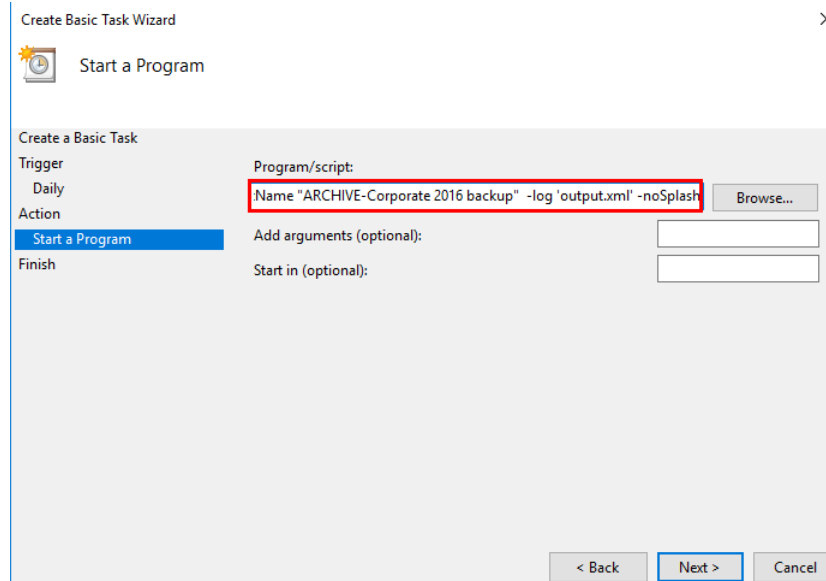 Create Basic Task Wizard
Start a Program
Create a Basic Task
Trigger
Daily
Action
Start a Program
Finish
Program/script:
:Name "ARCHIVE-Corporate 2016 backup"  -log 'output.xml' -noSplash
Browse...
Add arguments (optional):
Start in (optional):
< Back
Next >
Cancel